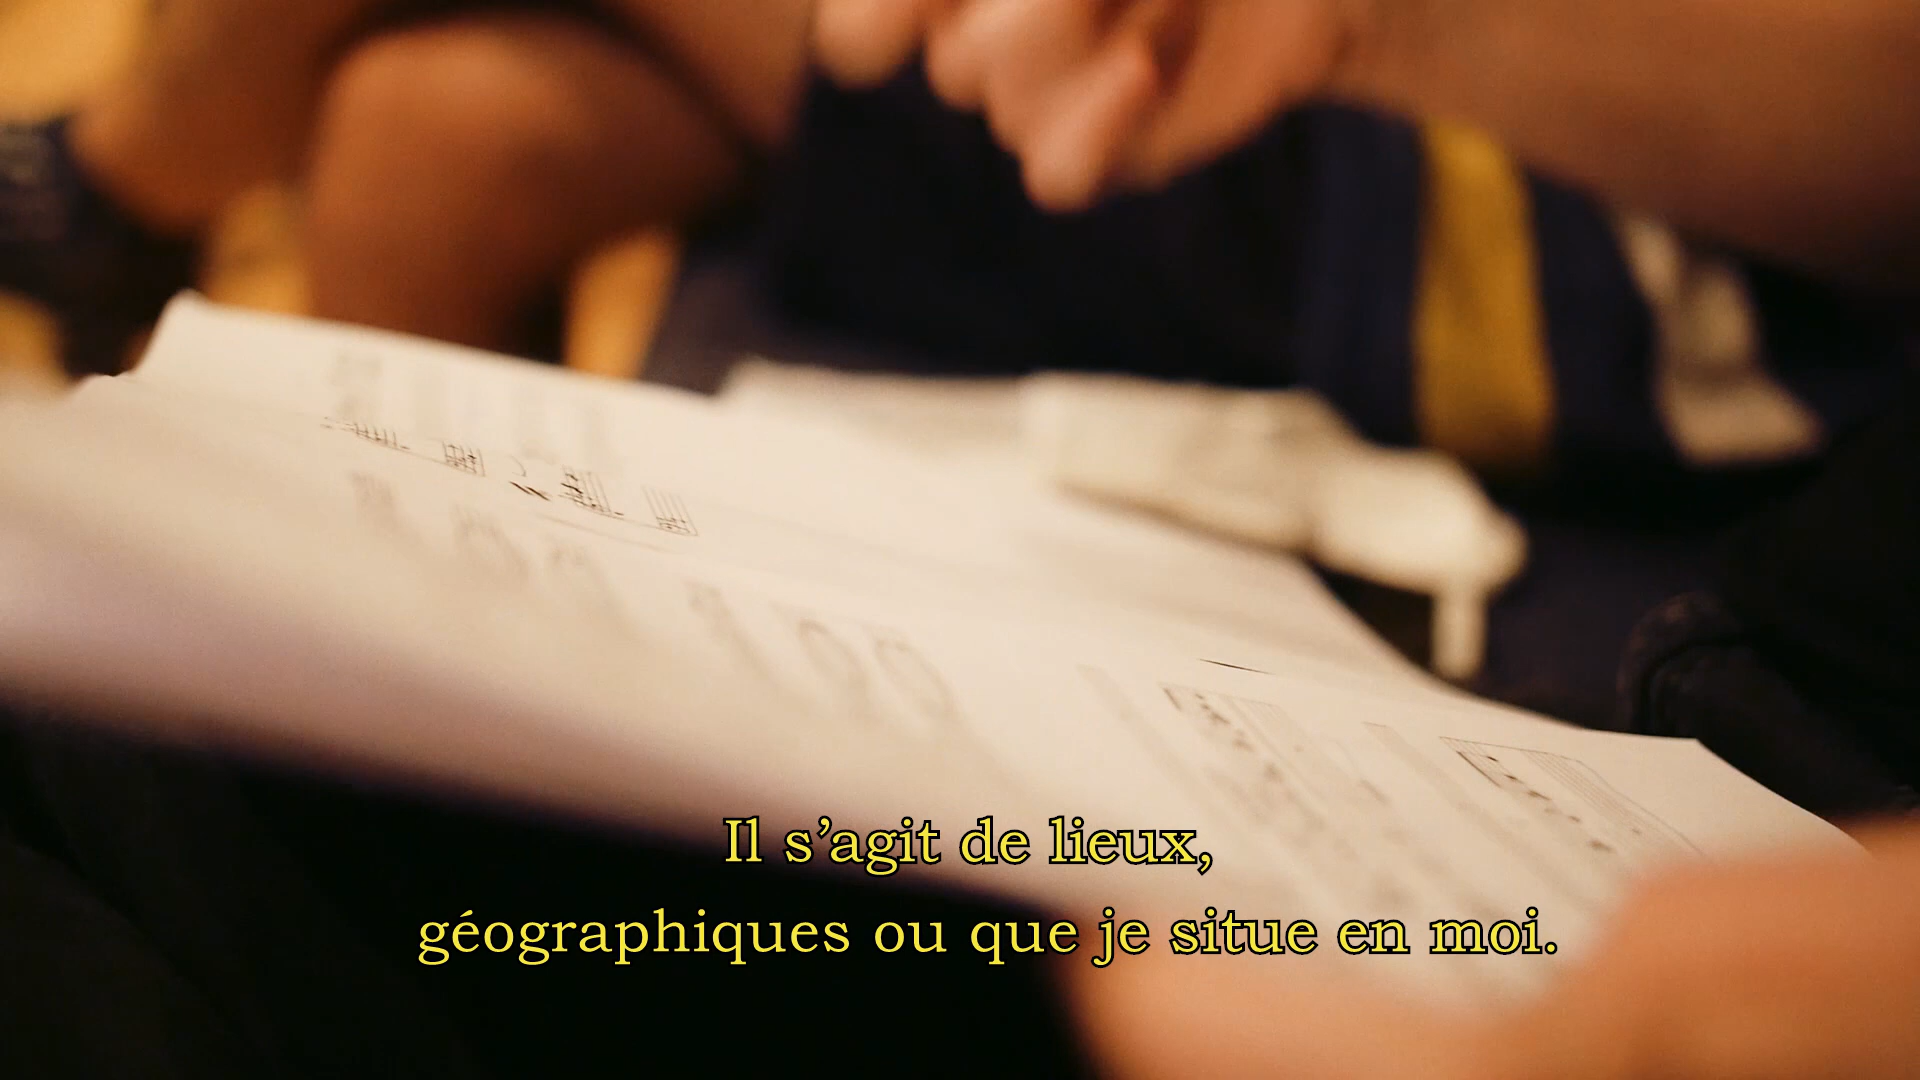 Il s’agit de lieux,
géographiques ou que je situe en moi.